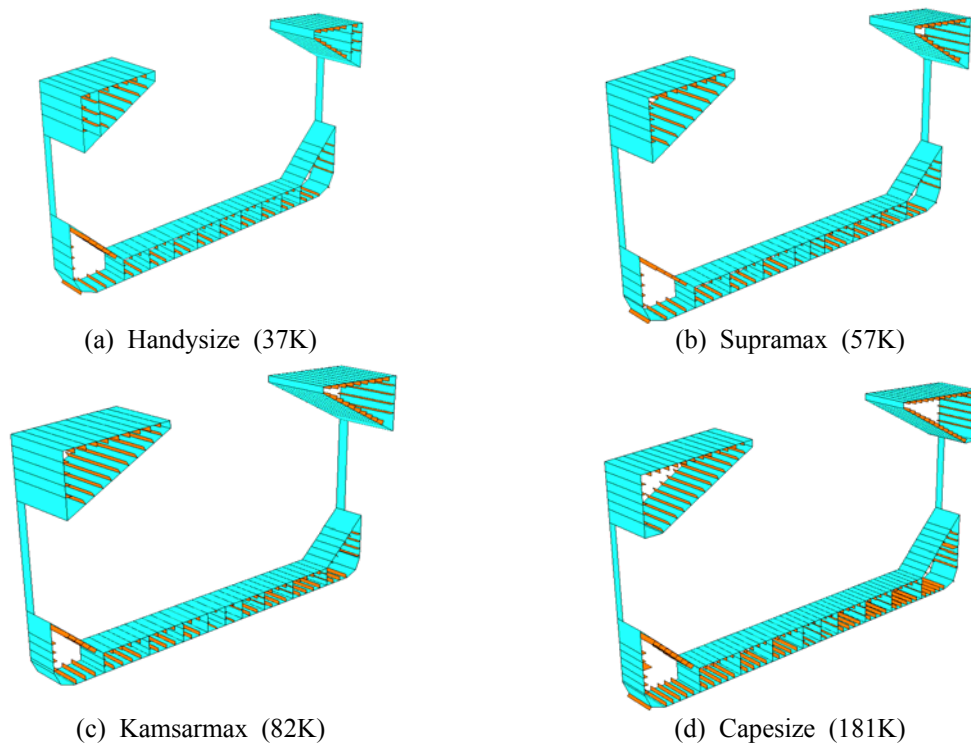 (a) Handysize (37K)
(b) Supramax (57K)
(c) Kamsarmax (82K)
(d) Capesize (181K)